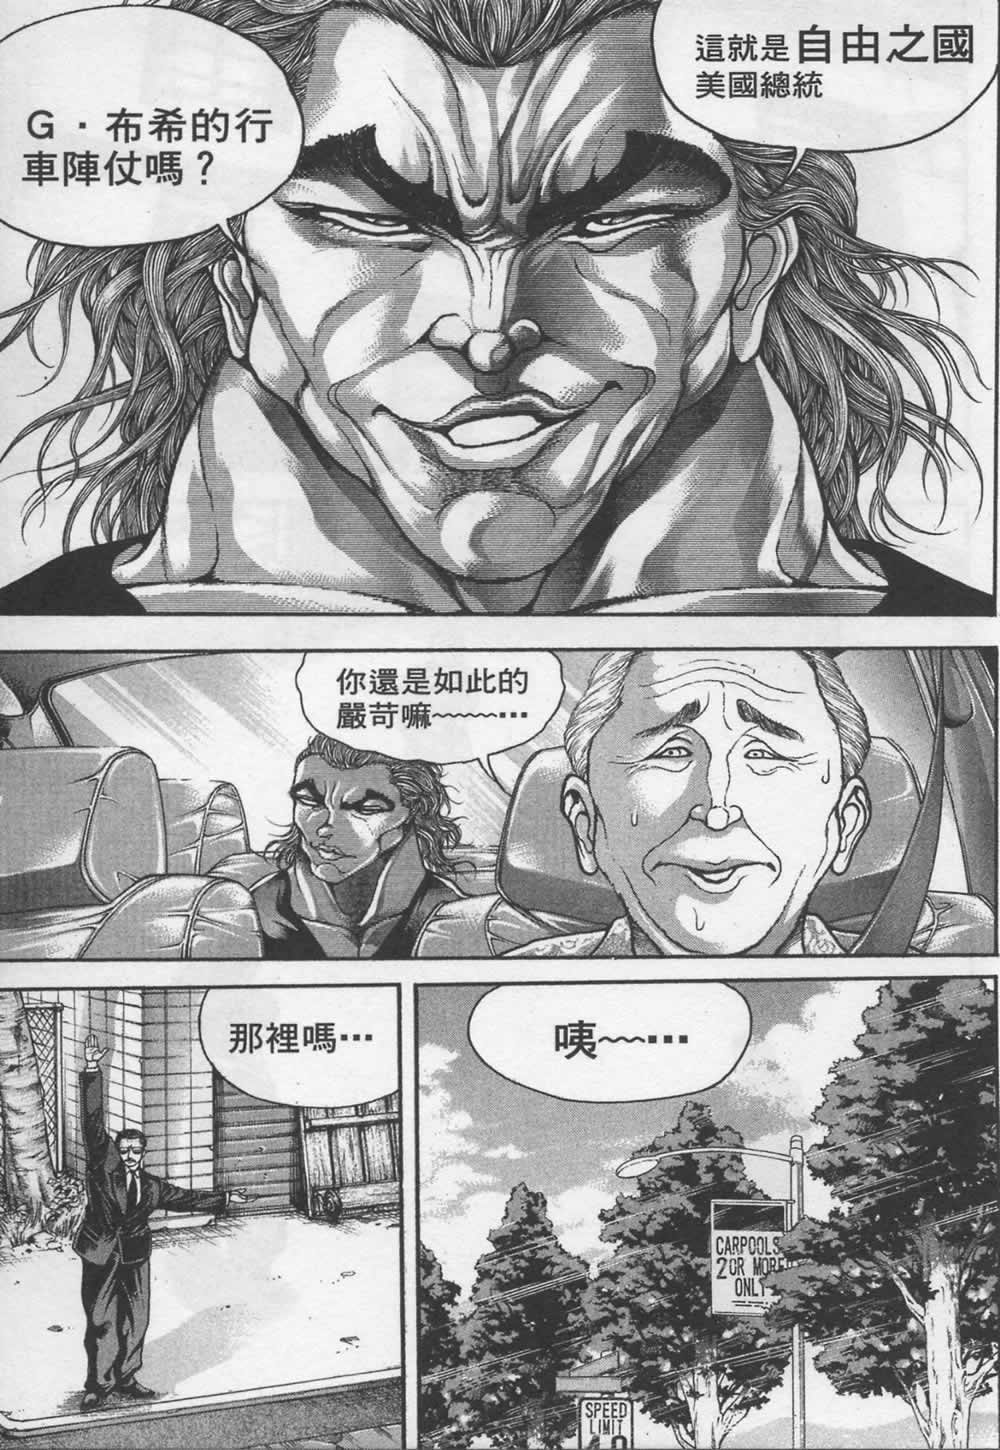 這就是自由之國
美國總統
G・布希的行
車陣仗嗎?
你還是如此的
嚴苛嘛~~~~~…
咦~~~…
CARPOOLS
2 OR MORE
ONLY
SPEED
LIMIT
那裡嗎…